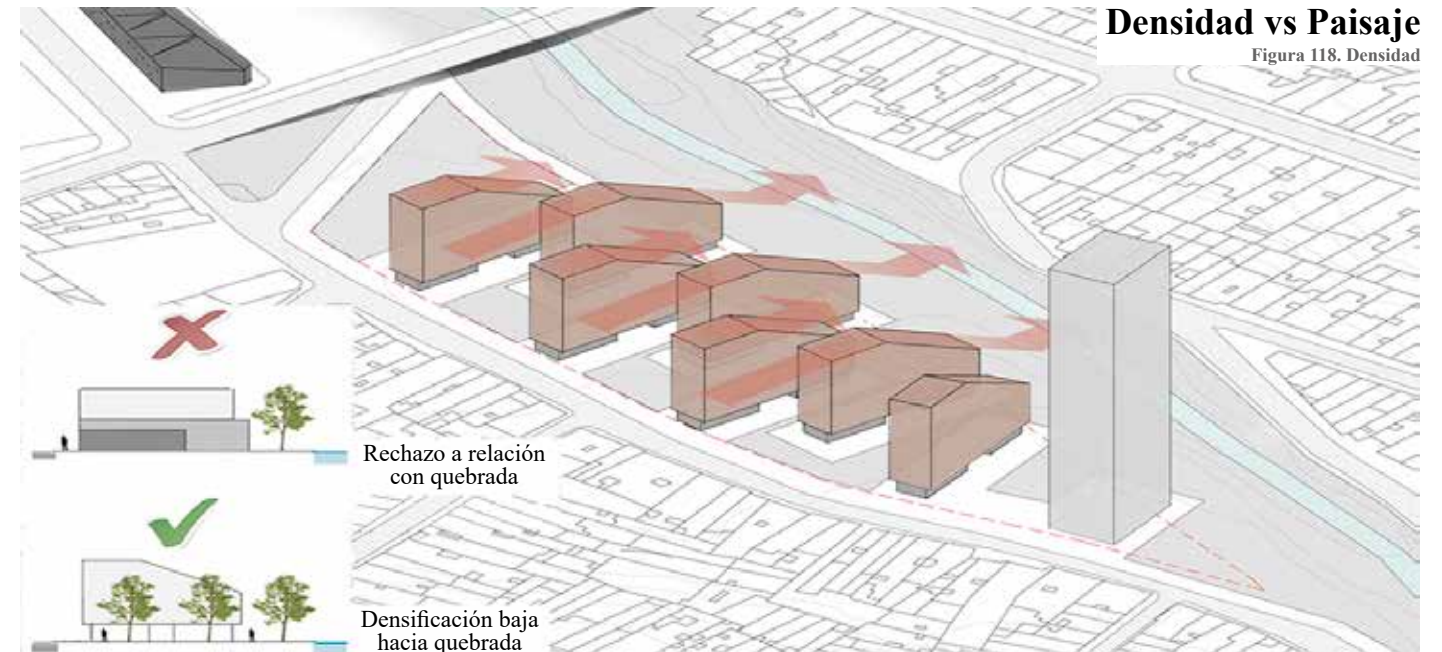 Densidad vs Paisaje
Figura 118. Densidad
Rechazo a relación
con quebrada
Densificación baja
hacia quebrada